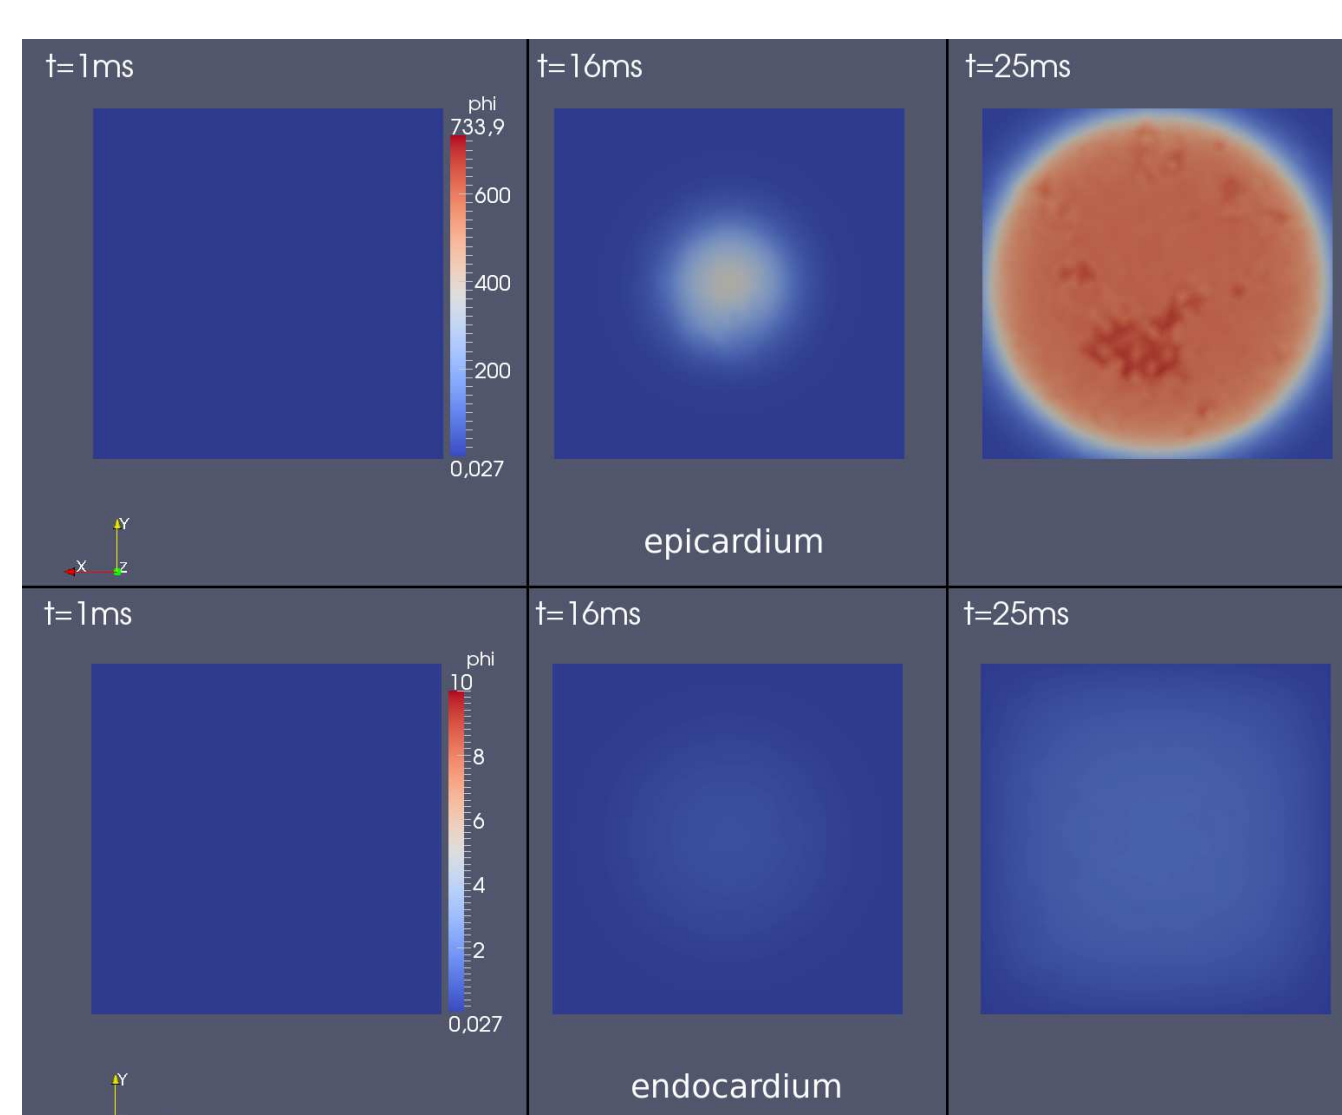 t=1ms
t=16ms
t=25ms
phi
733,9
600
400
200
0,027
Y
X
Z
epicardium
t=1ms
t=16ms
t=25ms
phi
10
8
6
4
2
0,027
Y
endocardium